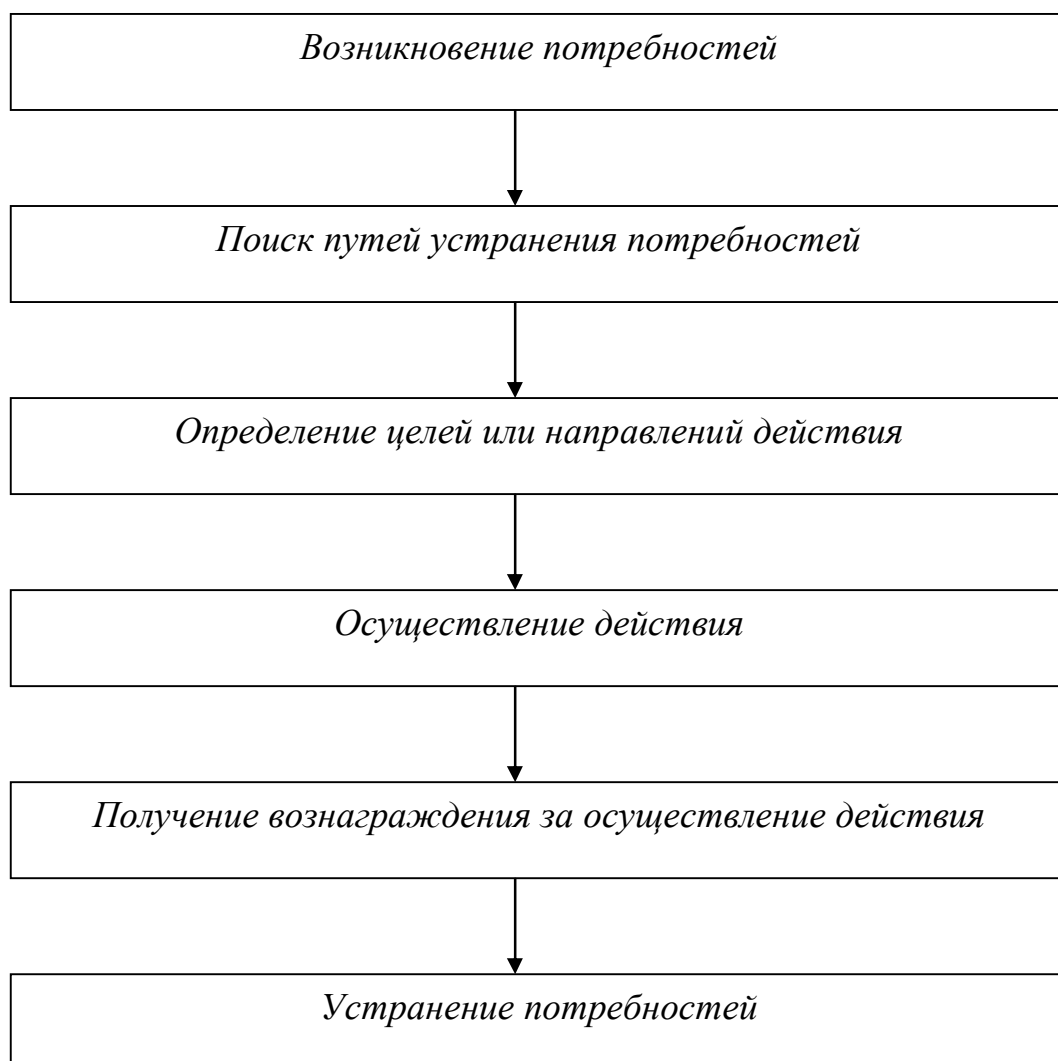 Возникновение потребностей
Поиск путей устранения потребностей
Определение целей или направлений действия
Осуществление действия
Получение вознаграждения за осуществление действия
Устранение потребностей